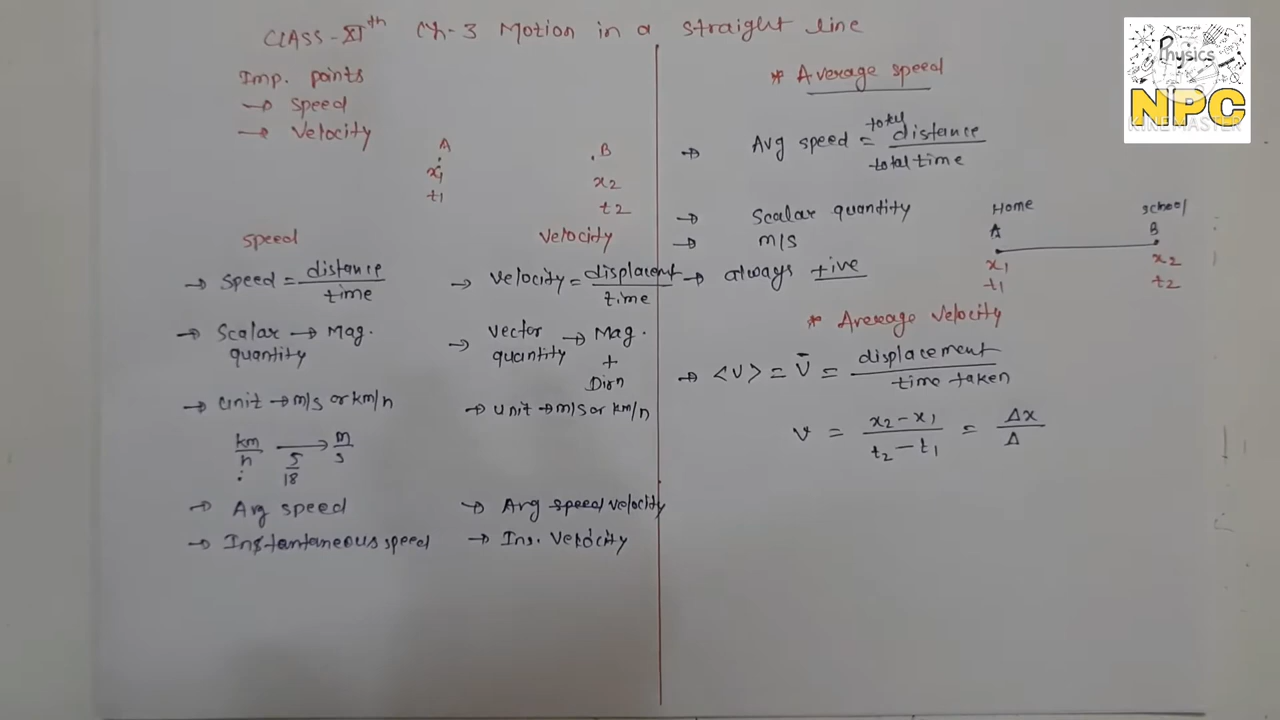 CLASS-XIth Ch-3 Motion in a straight line
Imp. points
→ Speed
→ Velocity
A
B
x1
x2
t1
t2
Speed
Velocity
→ Speed = distance / time
→ Velocity = displacent / time
→ Scalar quantity → Mag.
→ Vector quantity → Mag. + Dirn
→ Unit → m/s or km/h
→ Unit → m/s or km/h
km/h → m/s
5/18
→ Avg speed
→ Avg speed velocity
→ Instantaneous speed
→ Ins. Velocity
* Average speed
→ Avg speed = total distance / total time
→ Scalar quantity
→ m/s
→ always +ive
Home
School
A
B
x1
x2
t1
t2
* Average Velocity
→ <v> = v̄ = displacement / time taken
v = x2 - x1 / t2 - t1 = Δx / Δ
Physics
NPC
KINEMASTER